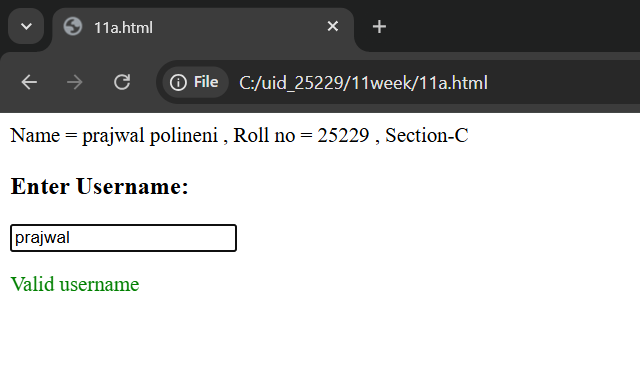 11a.html
File C:/uid_25229/11week/11a.html
Name = prajwal polineni , Roll no = 25229 , Section-C
Enter Username:
prajwal
Valid username